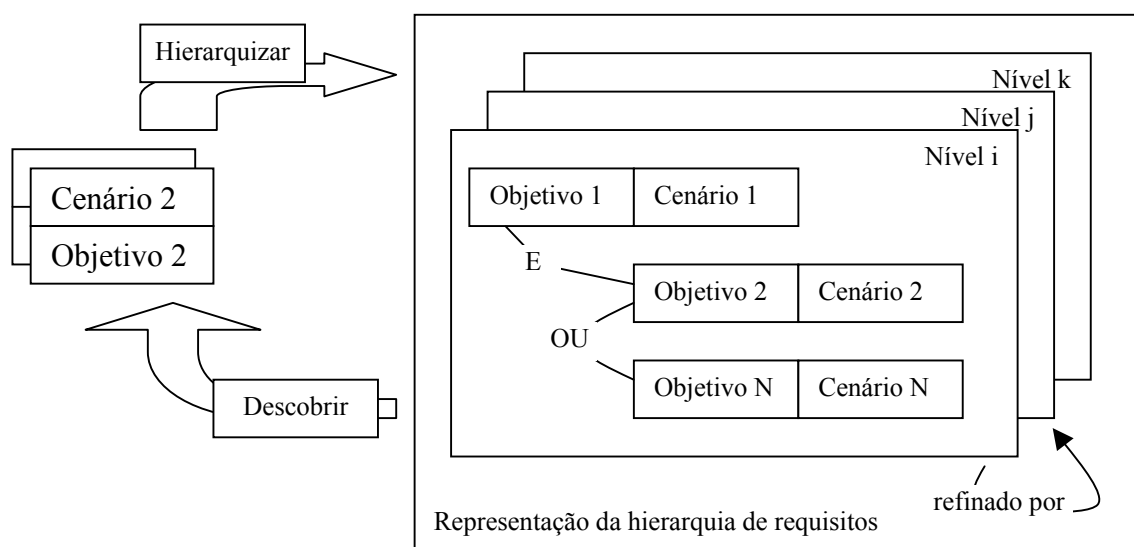 Hierarquizar
Cenário 2
Objetivo 2
Descobrir
Nível k
Nível j
Nível i
Objetivo 1 Cenário 1
E
Objetivo 2 Cenário 2
OU
Objetivo N Cenário N
refinado por
Representação da hierarquia de requisitos